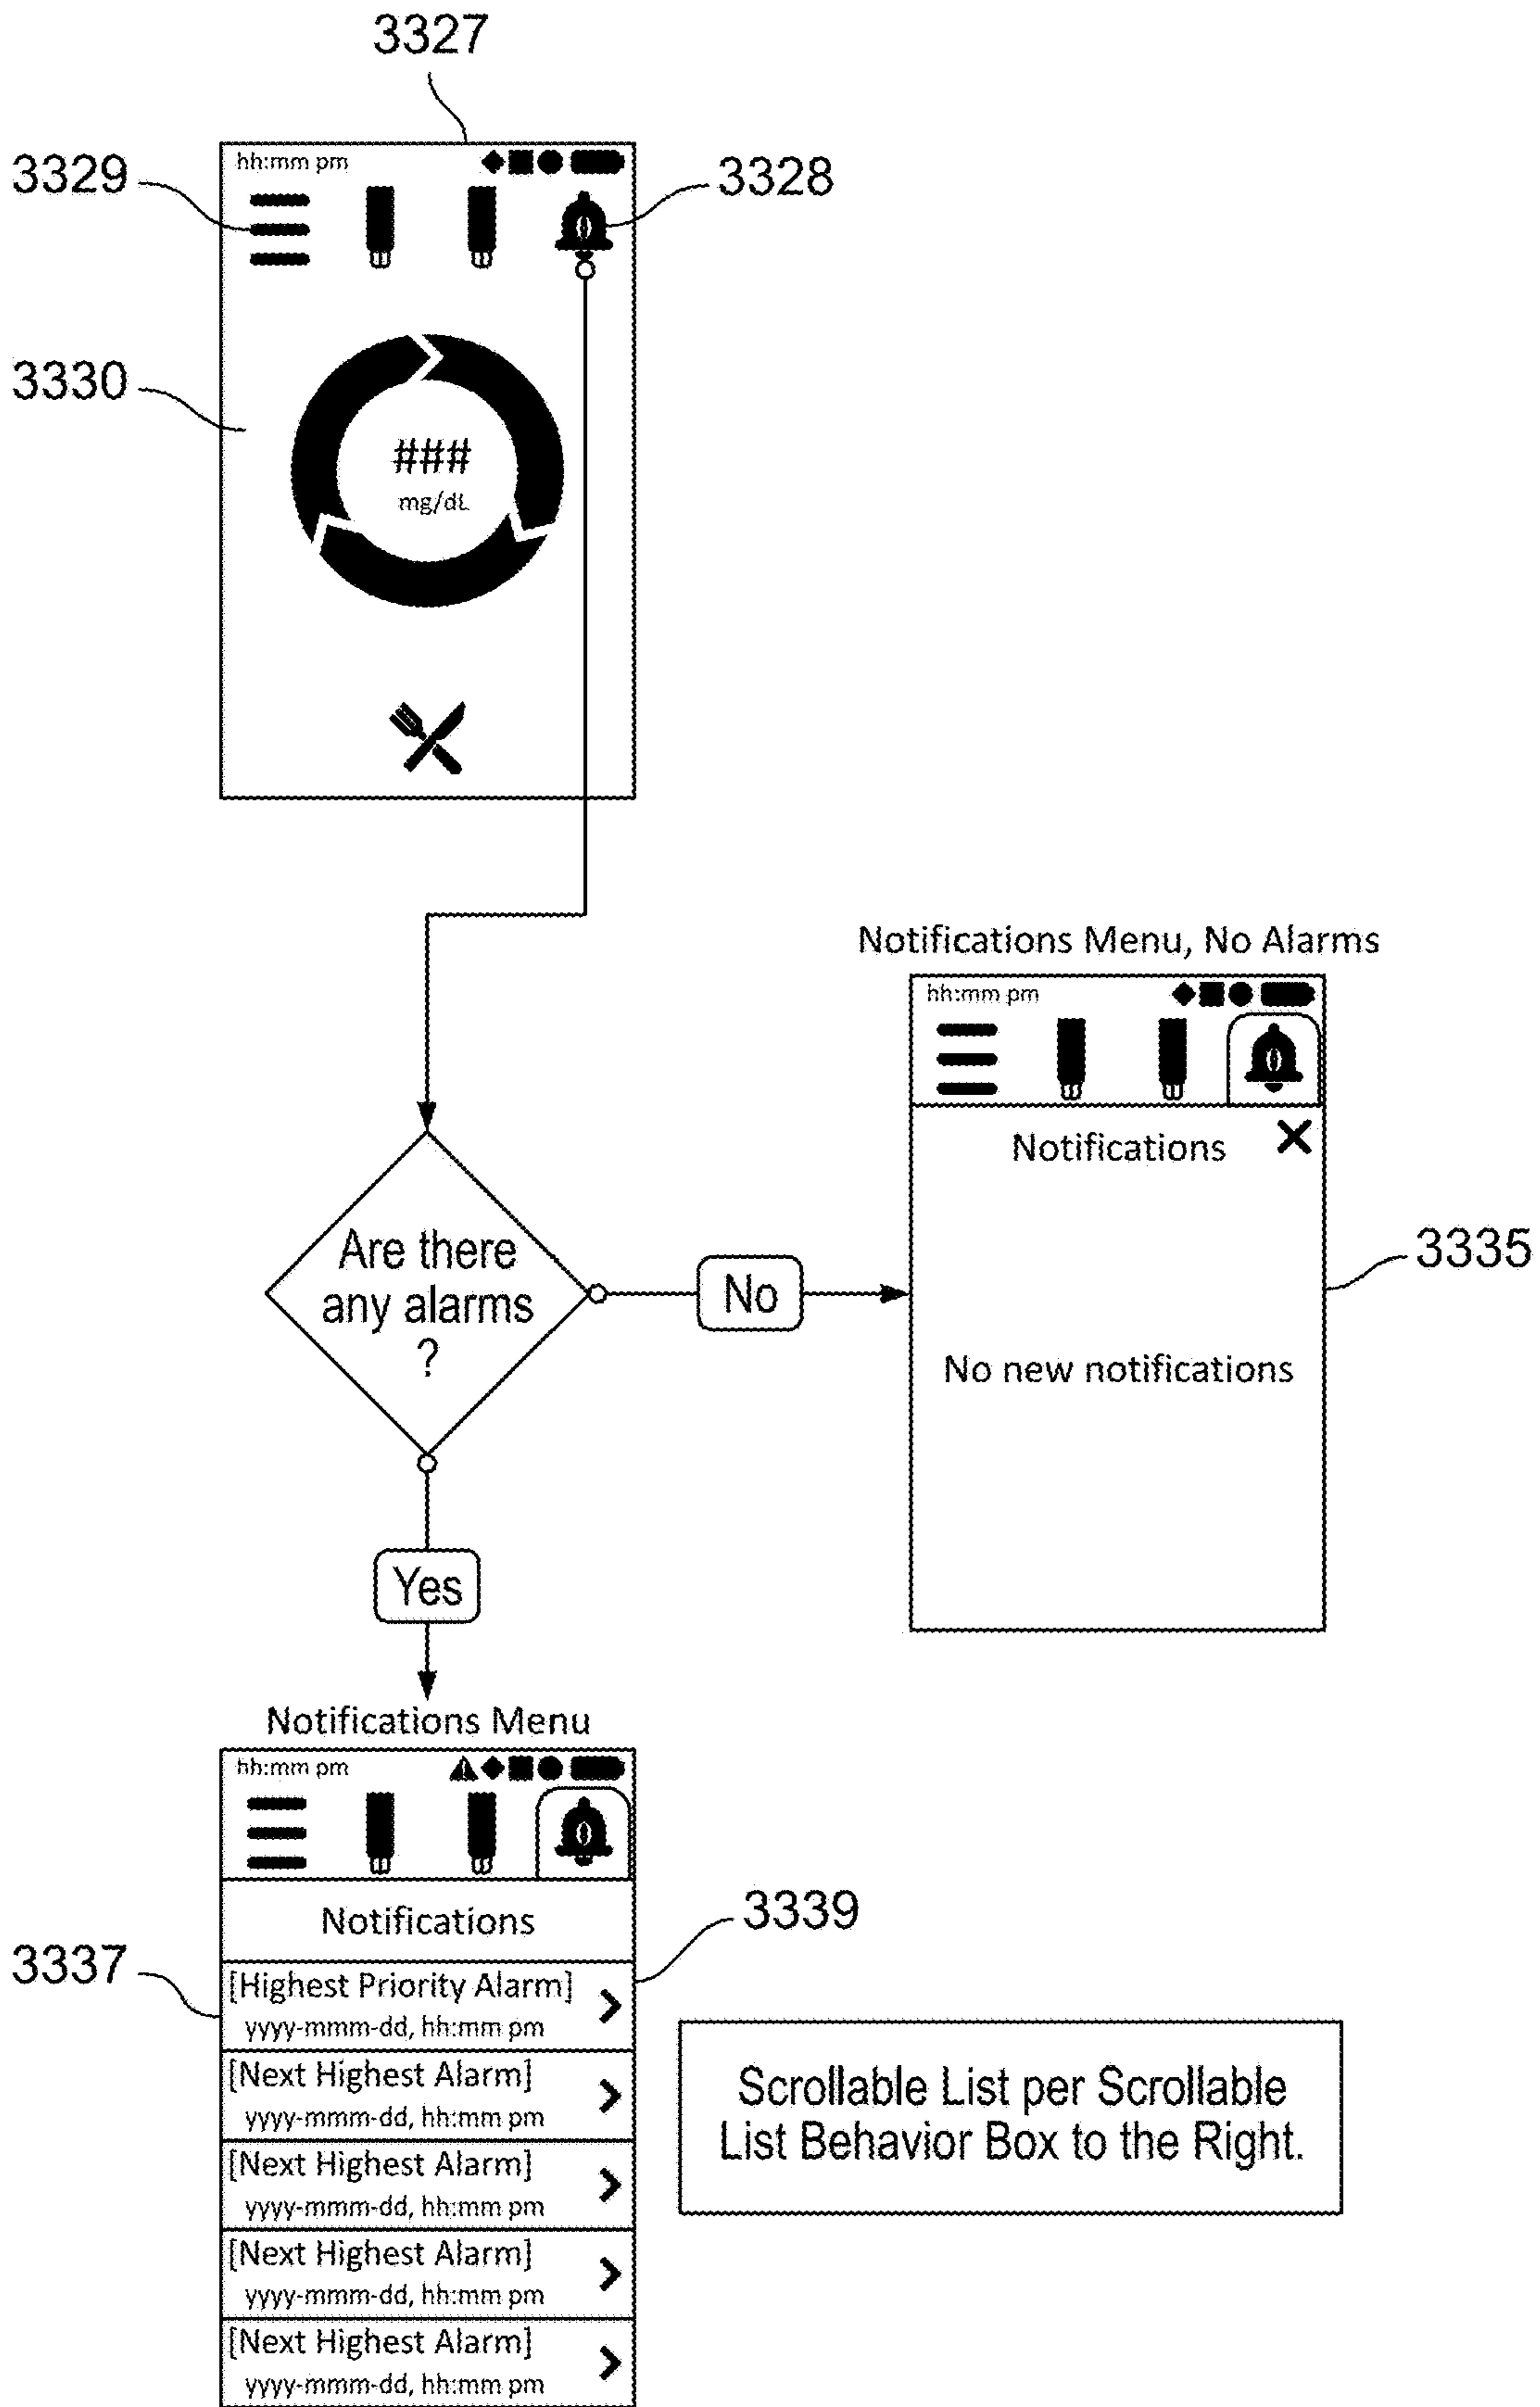 3327
3329
hh:mm pm
0
3328
3330
###
mg/dL
Notifications Menu, No Alarms
hh:mm pm
0
Notifications
Are there
any alarms
?
No
3335
No new notifications
Yes
Notifications Menu
hh:mm pm
0
Notifications
3339
3337
[Highest Priority Alarm]
yyyy-mmm-dd, hh:mm pm
[Next Highest Alarm]
yyyy-mmm-dd, hh:mm pm
[Next Highest Alarm]
yyyy-mmm-dd, hh:mm pm
[Next Highest Alarm]
yyyy-mmm-dd, hh:mm pm
[Next Highest Alarm]
yyyy-mmm-dd, hh:mm pm
Scrollable List per Scrollable
List Behavior Box to the Right.